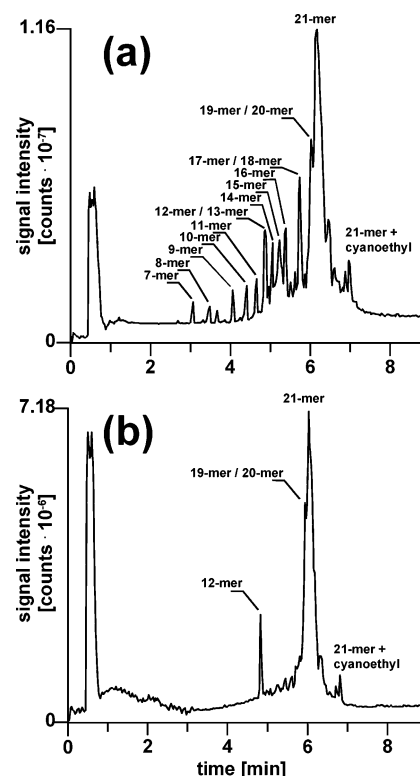 21-mer
1.16
(a)
19-mer / 20-mer
17-mer / 18-mer
16-mer
15-mer
14-mer
12-mer / 13-mer
11-mer
10-mer
9-mer
8-mer
7-mer
21-mer +
cyanoethyl
signal intensity
[counts · 10⁻⁷]
0
0 2 4 6 8
21-mer
7.18
(b)
19-mer / 20-mer
12-mer
21-mer +
cyanoethyl
signal intensity
[counts · 10⁻⁶]
0
0 2 4 6 8
time [min]